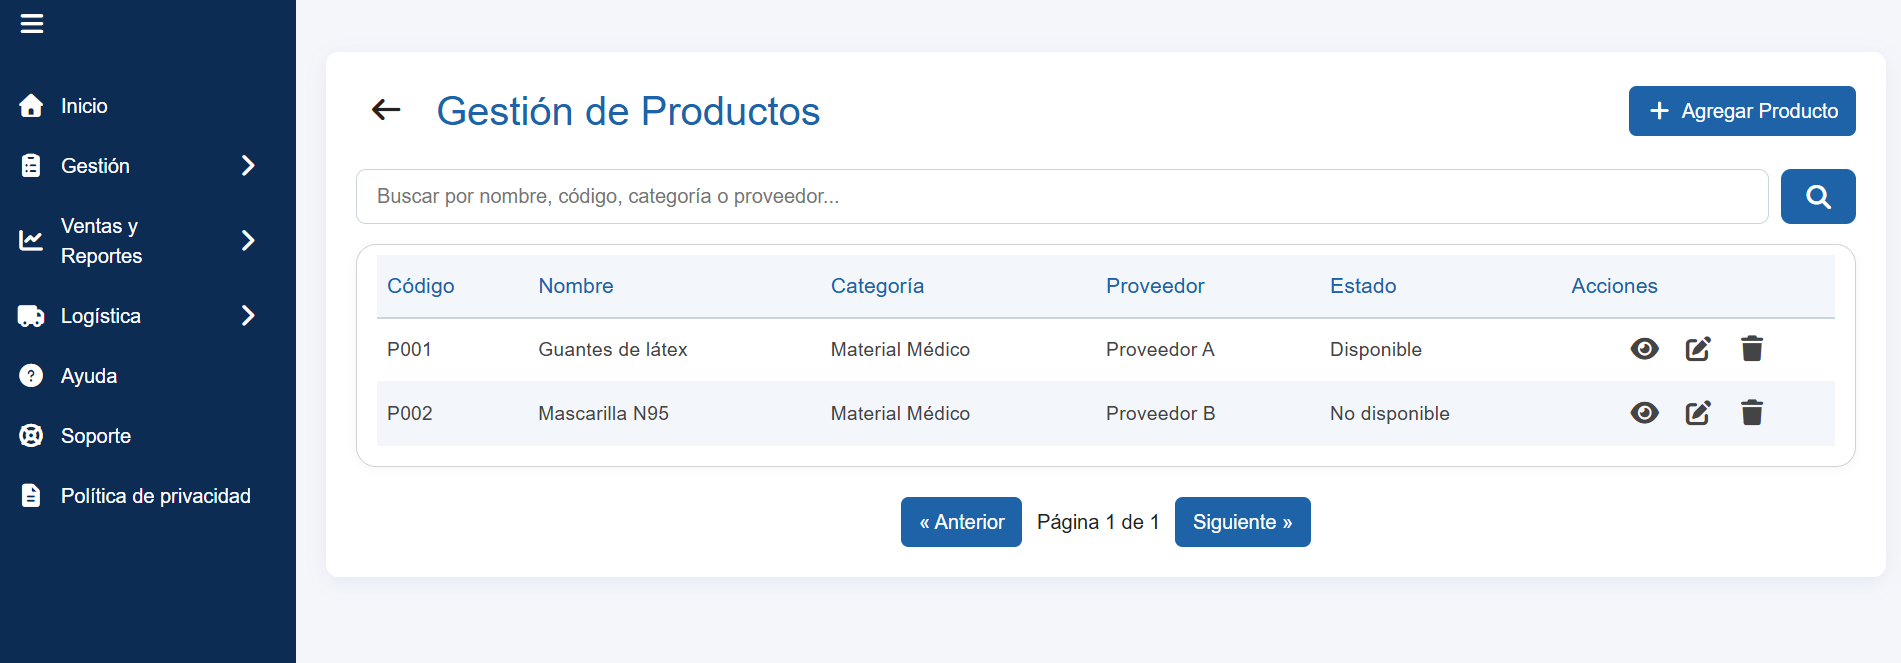 Inicio
Gestión
Ventas y
Reportes
Logística
Ayuda
Soporte
Política de privacidad
Gestión de Productos
Agregar Producto
Buscar por nombre, código, categoría o proveedor...
Código Nombre Categoría Proveedor Estado Acciones
P001 Guantes de látex Material Médico Proveedor A Disponible
P002 Mascarilla N95 Material Médico Proveedor B No disponible
« Anterior Página 1 de 1 Siguiente »